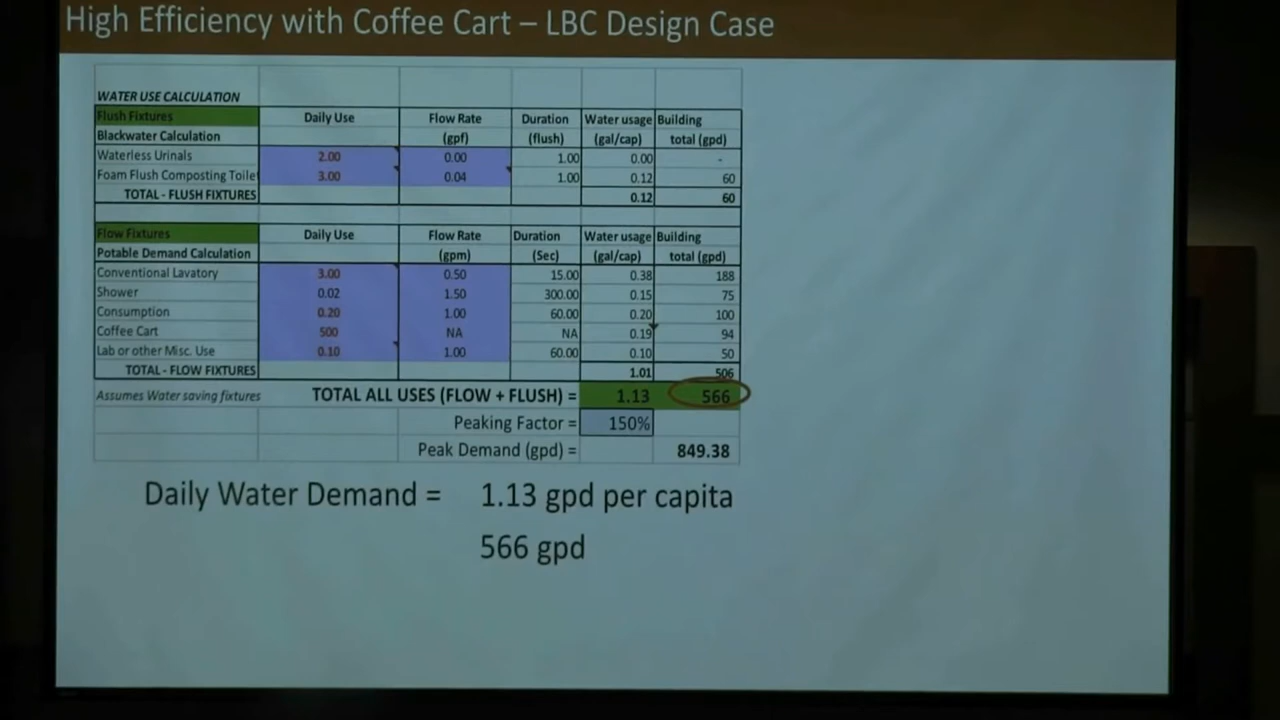 High Efficiency with Coffee Cart – LBC Design Case
WATER USE CALCULATION
Flush Fixtures Daily Use Flow Rate Duration Water usage Building
Blackwater Calculation (gpf) (flush) (gal/cap) total (gpd)
Waterless Urinals 2.00 0.00 1.00 0.00 -
Foam Flush Composting Toile 3.00 0.04 1.00 0.12 60
TOTAL - FLUSH FIXTURES 0.12 60
Flow Fixtures Daily Use Flow Rate Duration Water usage Building
Potable Demand Calculation (gpm) (Sec) (gal/cap) total (gpd)
Conventional Lavatory 3.00 0.50 15.00 0.38 188
Shower 0.02 1.50 300.00 0.15 75
Consumption 0.20 1.00 60.00 0.20 100
Coffee Cart 500 NA NA 0.19 94
Lab or other Misc. Use 0.10 1.00 60.00 0.10 50
TOTAL - FLOW FIXTURES 1.01 506
Assumes Water saving fixtures TOTAL ALL USES (FLOW + FLUSH) = 1.13 566
Peaking Factor = 150%
Peak Demand (gpd) = 849.38
Daily Water Demand = 1.13 gpd per capita
566 gpd